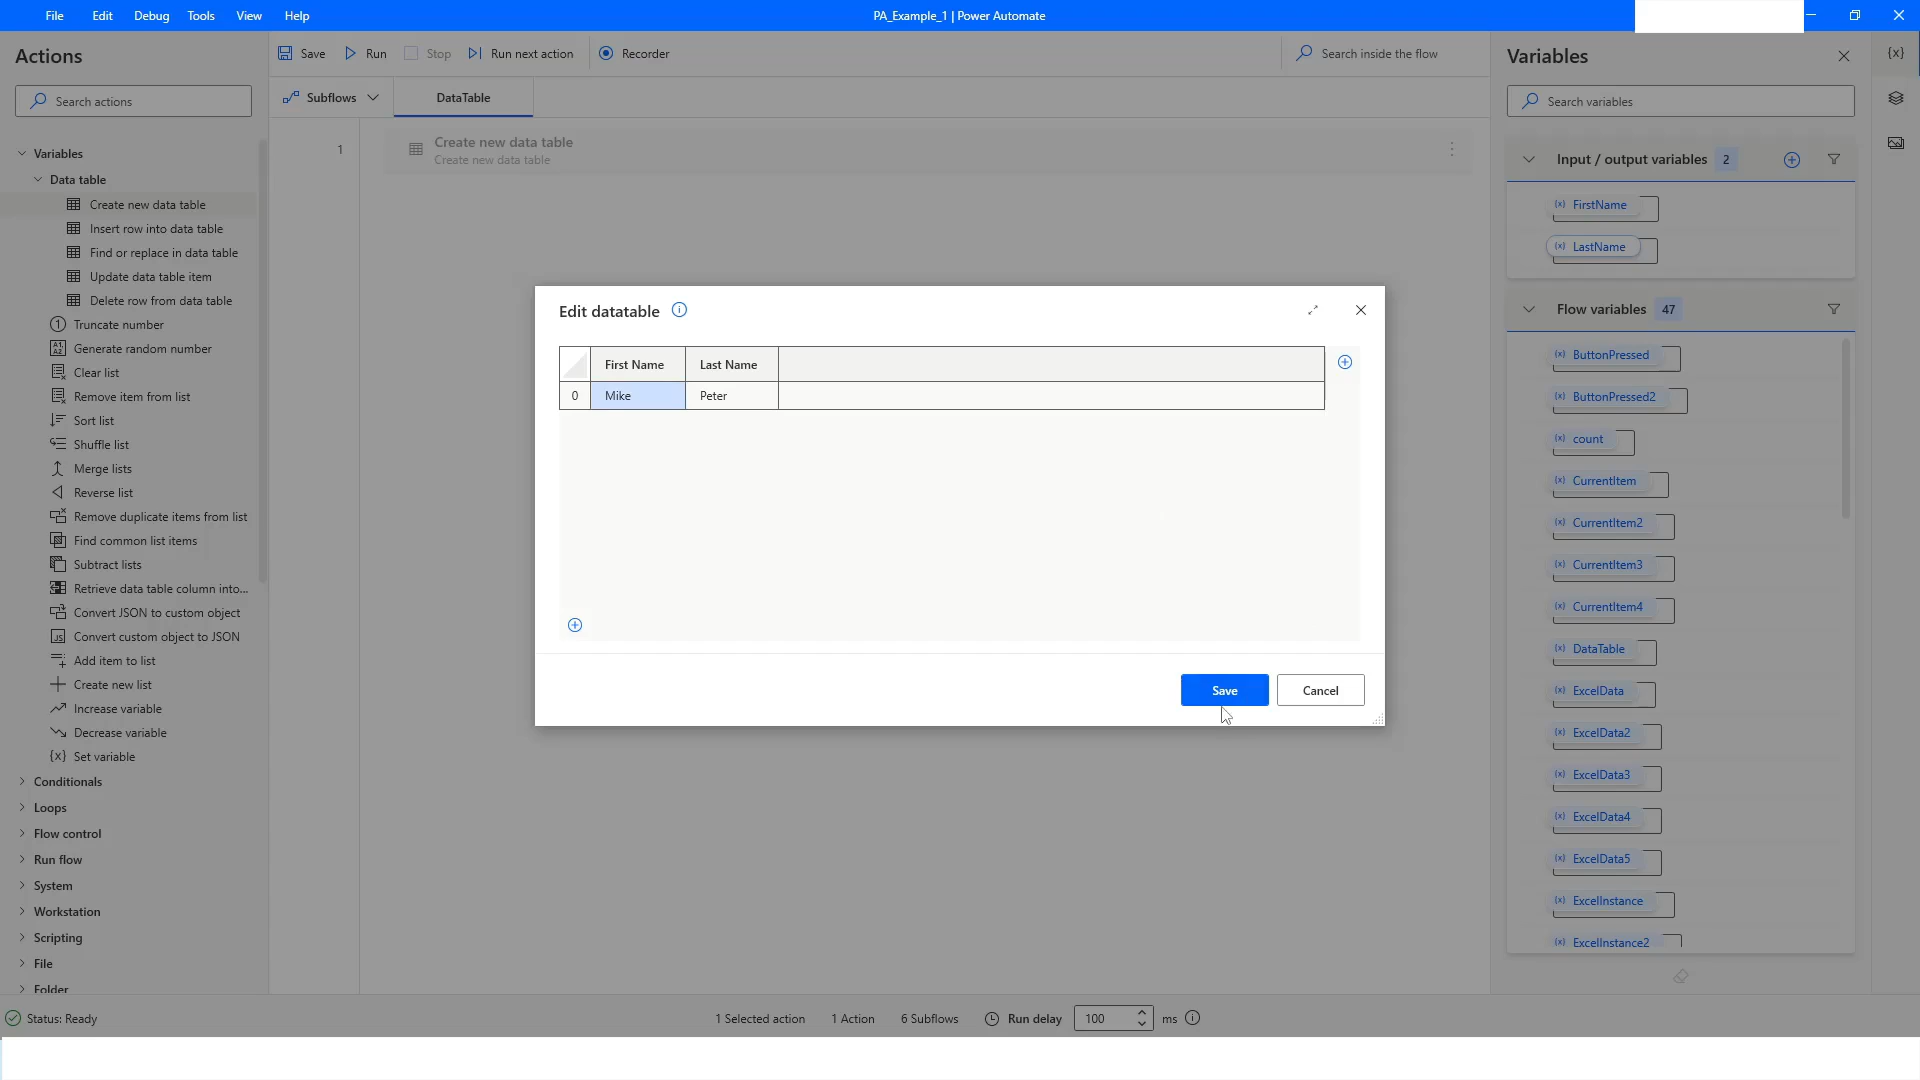 File Edit Debug Tools View Help
PA_Example_1 | Power Automate
Actions
Search actions
Variables
Data table
Create new data table
Insert row into data table
Find or replace in data table
Update data table item
Delete row from data table
Truncate number
Generate random number
Clear list
Remove item from list
Sort list
Shuffle list
Merge lists
Reverse list
Remove duplicate items from list
Find common list items
Subtract lists
Retrieve data table column into...
Convert JSON to custom object
Convert custom object to JSON
Add item to list
Create new list
Increase variable
Decrease variable
{x} Set variable
Conditionals
Loops
Flow control
Run flow
System
Workstation
Scripting
File
Folder
Save Run Stop Run next action Recorder
Search inside the flow
Subflows DataTable
1
Create new data table
Create new data table
Edit datatable
First Name Last Name
0 Mike Peter
Save Cancel
Variables
{x}
Search variables
Input / output variables 2
(x) FirstName
(x) LastName
Flow variables 47
(x) ButtonPressed
(x) ButtonPressed2
(x) count
(x) CurrentItem
(x) CurrentItem2
(x) CurrentItem3
(x) CurrentItem4
(x) DataTable
(x) ExcelData
(x) ExcelData2
(x) ExcelData3
(x) ExcelData4
(x) ExcelData5
(x) ExcelInstance
(x) ExcelInstance2
Status: Ready
1 Selected action 1 Action 6 Subflows Run delay 100 ms